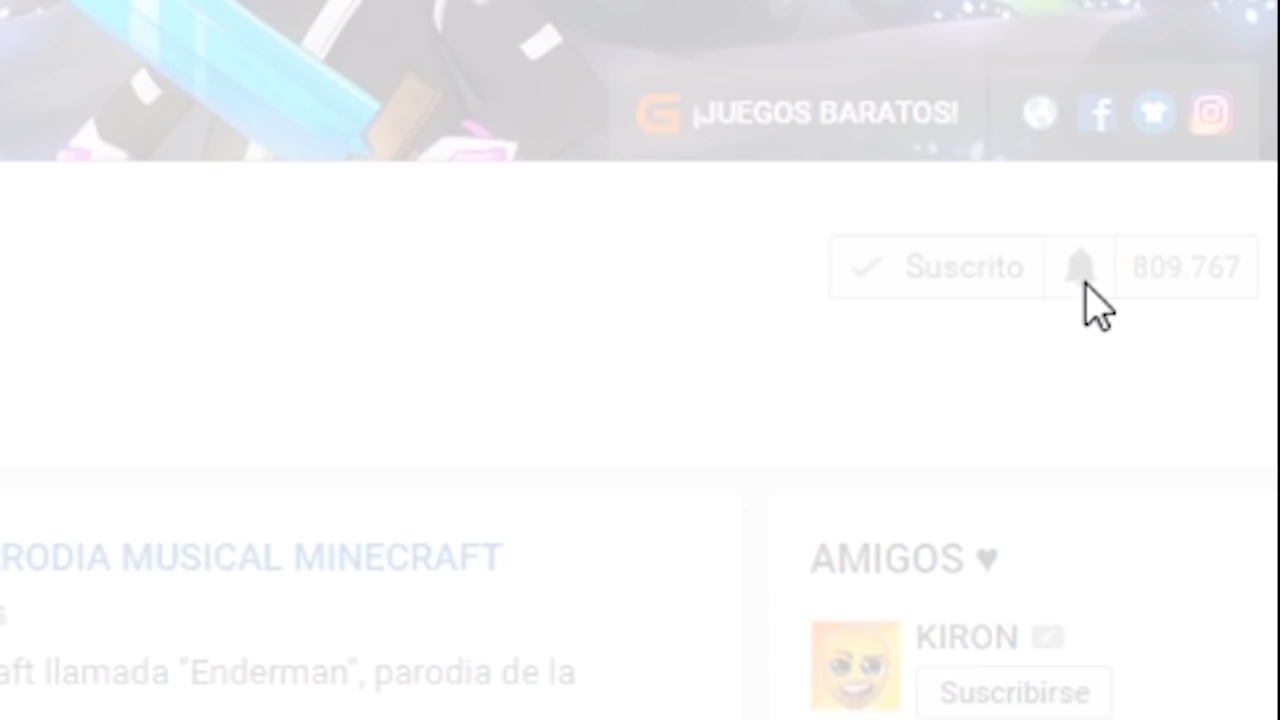 ¡JUEGOS BARATOS!
Suscrito 809.767
RODIA MUSICAL MINECRAFT
AMIGOS ♥
s
KIRON
aft llamada "Enderman", parodia de la
Suscribirse